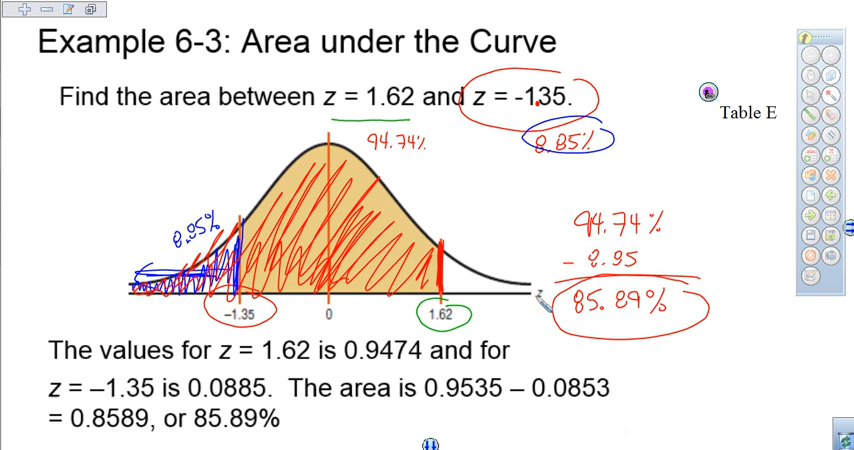 Example 6-3: Area under the Curve
Find the area between z = 1.62 and z = -1.35.
Table E
94.74%
8.85%
8.85%
94.74%
- 8.85
85.89%
-1.35
0
1.62
z
The values for z = 1.62 is 0.9474 and for
z = –1.35 is 0.0885. The area is 0.9535 – 0.0853
= 0.8589, or 85.89%